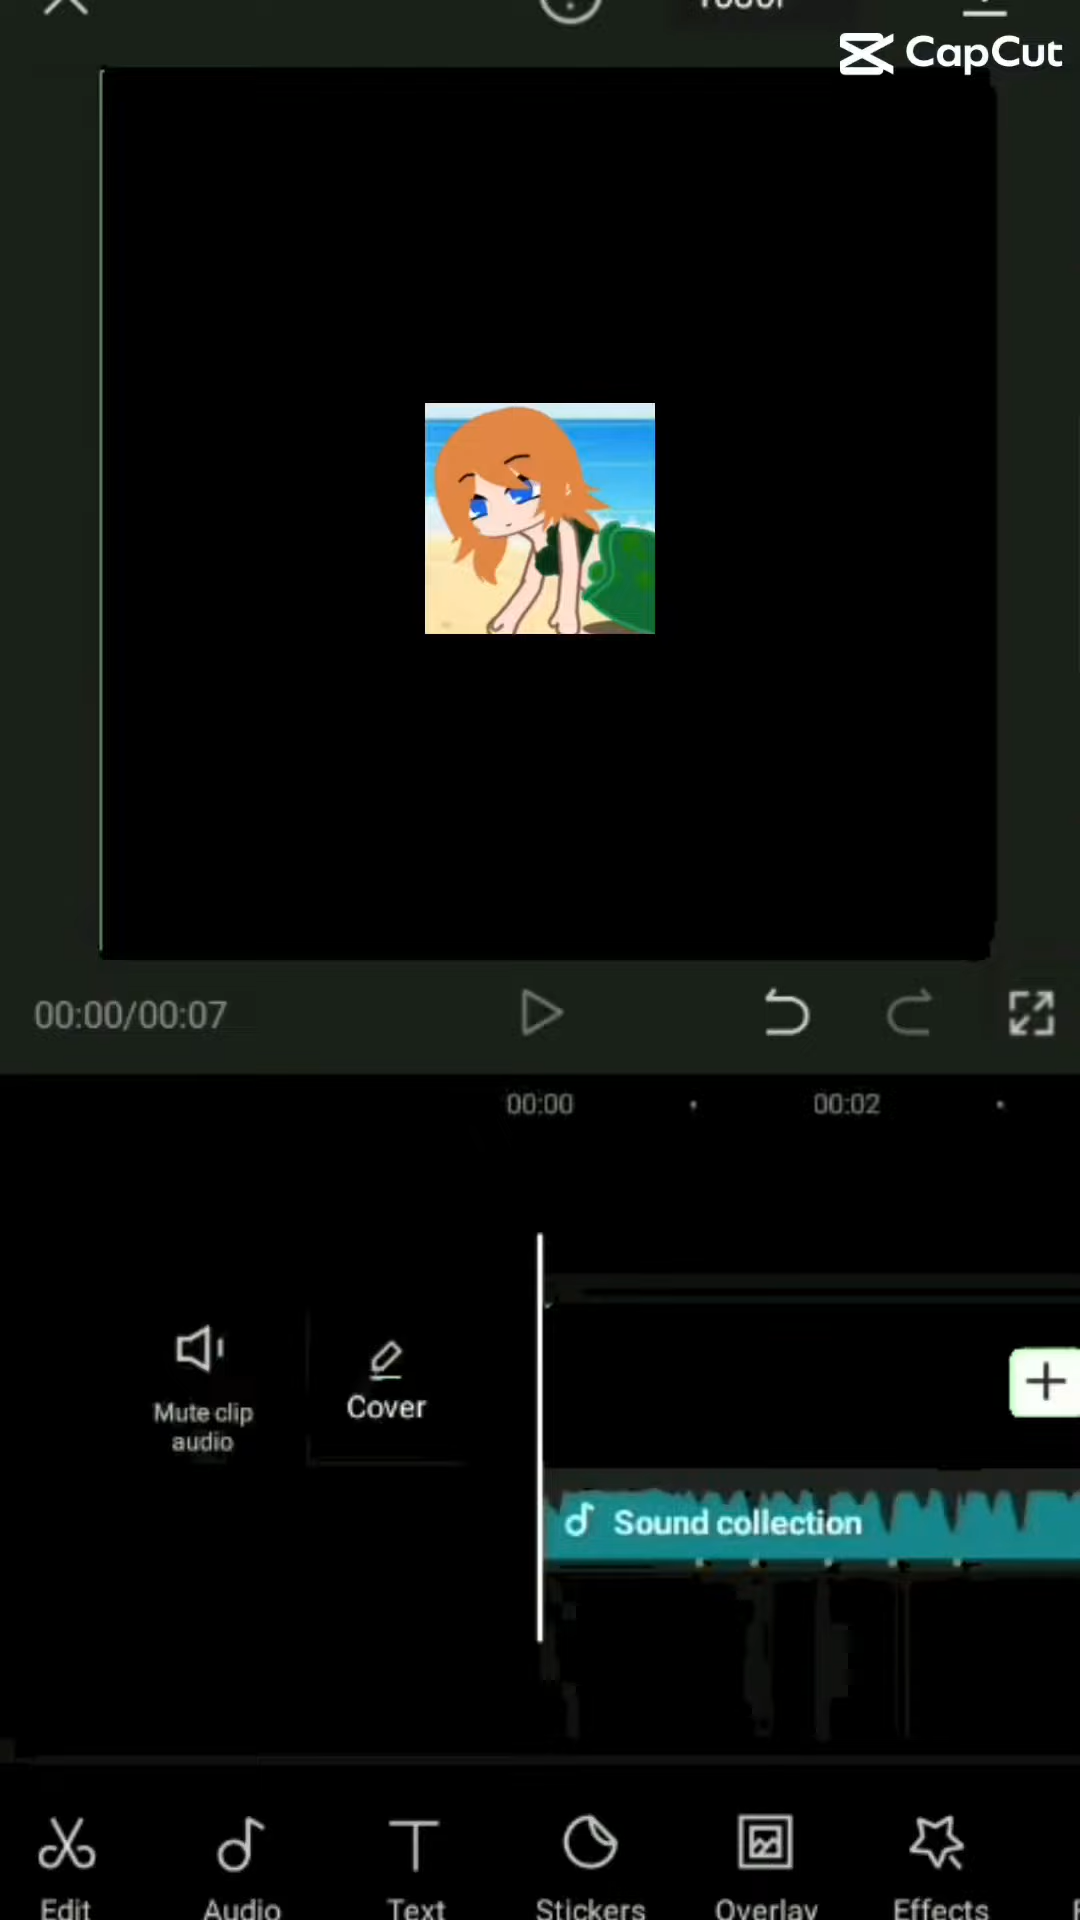 CapCut
00:00/00:07
00:00
00:02
Mute clip
audio
Cover
Sound collection
Edit
Audio
Text
Stickers
Overlay
Effects